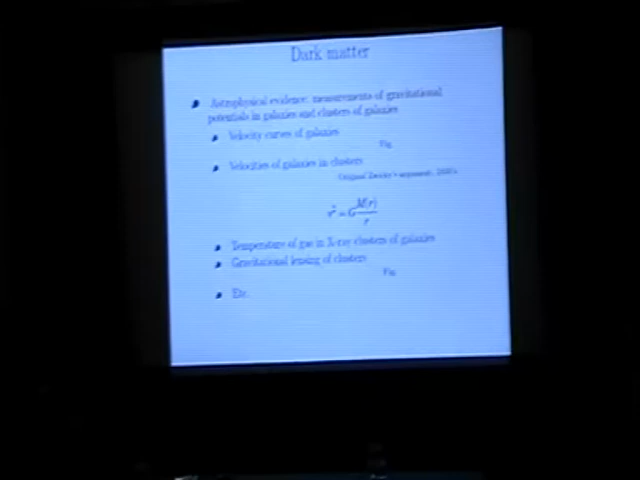 Dark matter
Astrophysical evidence: measurements of gravitational
potentials in galaxies and clusters of galaxies
Velocity curves of galaxies
Fig.
Velocities of galaxies in clusters
Original Zwicky's argument, 1930's
v² = G M(r)/r
Temperature of gas in X-ray clusters of galaxies
Gravitational lensing of clusters
Fig.
Etc.